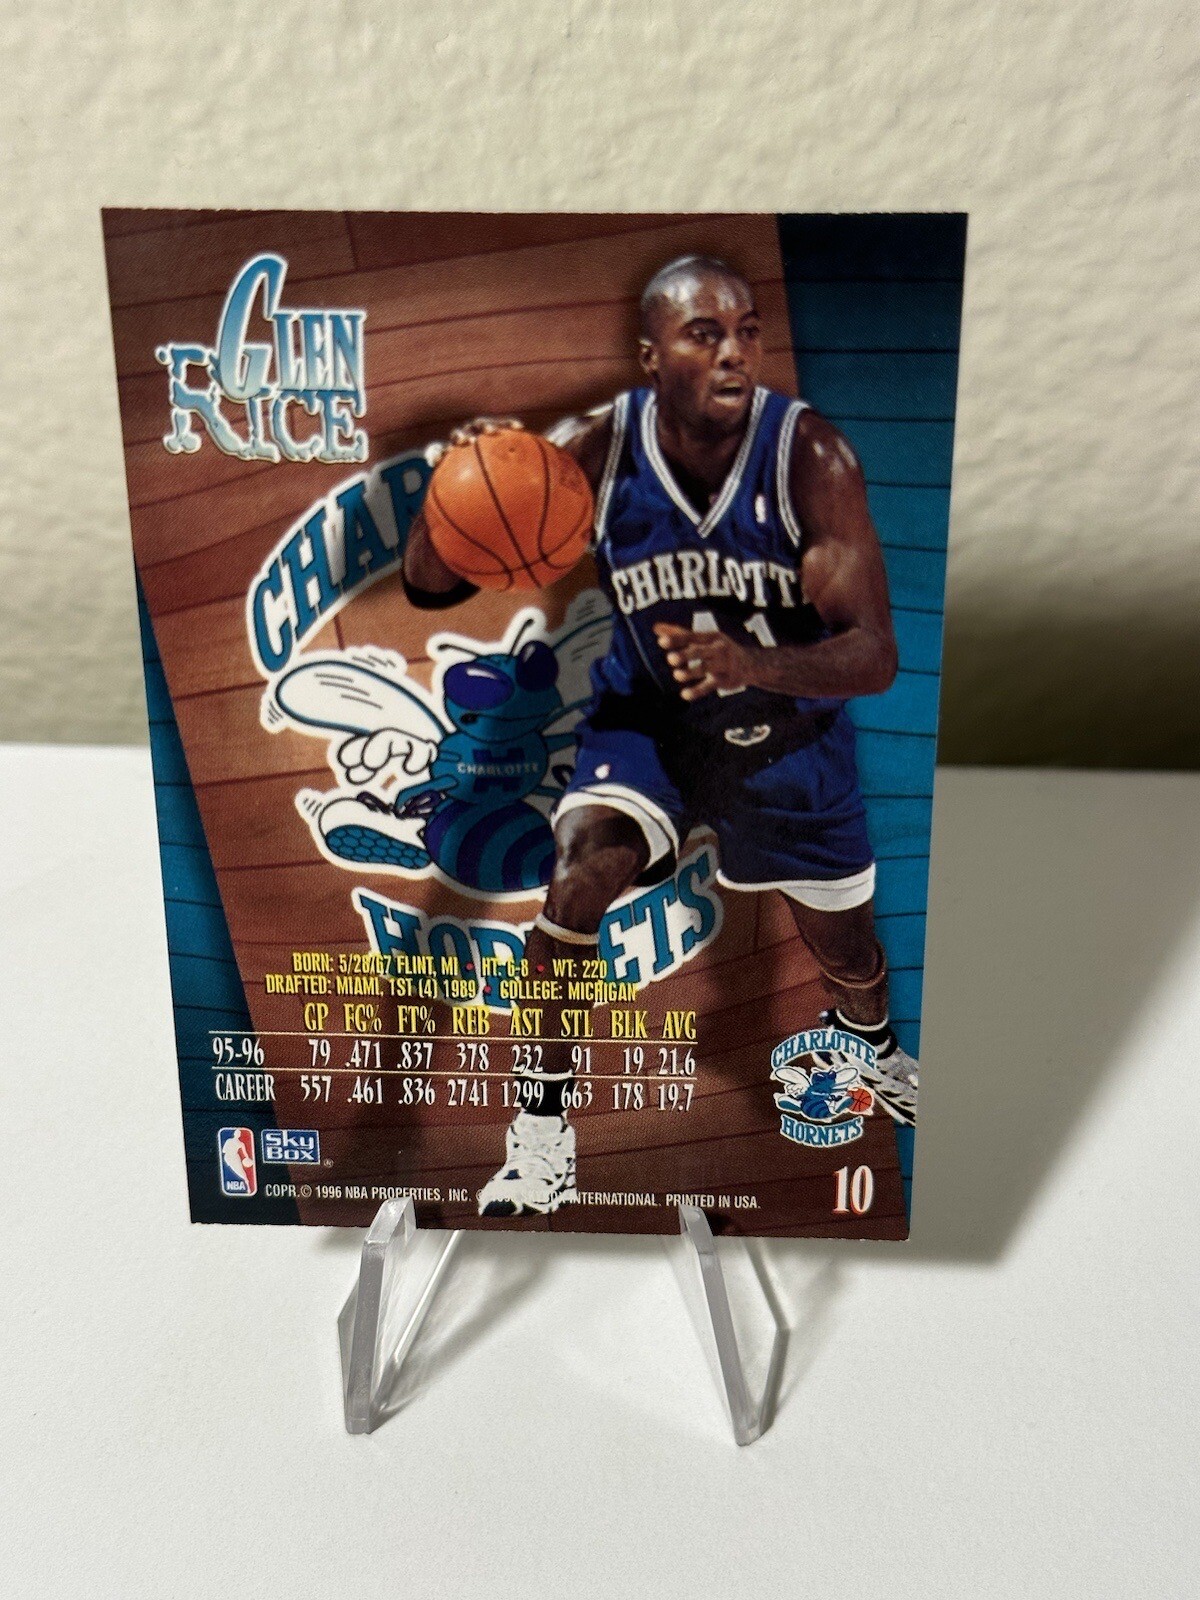 GLEN
RICE
CHAR
CHARLOTTE
41
CHARLOTTE
HORNETS
BORN: 5/28/67 FLINT, MI • HT: 6-8 • WT: 220
DRAFTED: MIAMI, 1ST (4) 1989 • COLLEGE: MICHIGAN
GP FG% FT% REB AST STL BLK AVG
95-96 79 .471 .837 378 232 91 19 21.6
CAREER 557 .461 .836 2741 1299 663 178 19.7
CHARLOTTE
HORNETS
NBA
SKY
BOX ®
COPR. © 1996 NBA PROPERTIES, INC. © INTERNATIONAL. PRINTED IN USA.
10